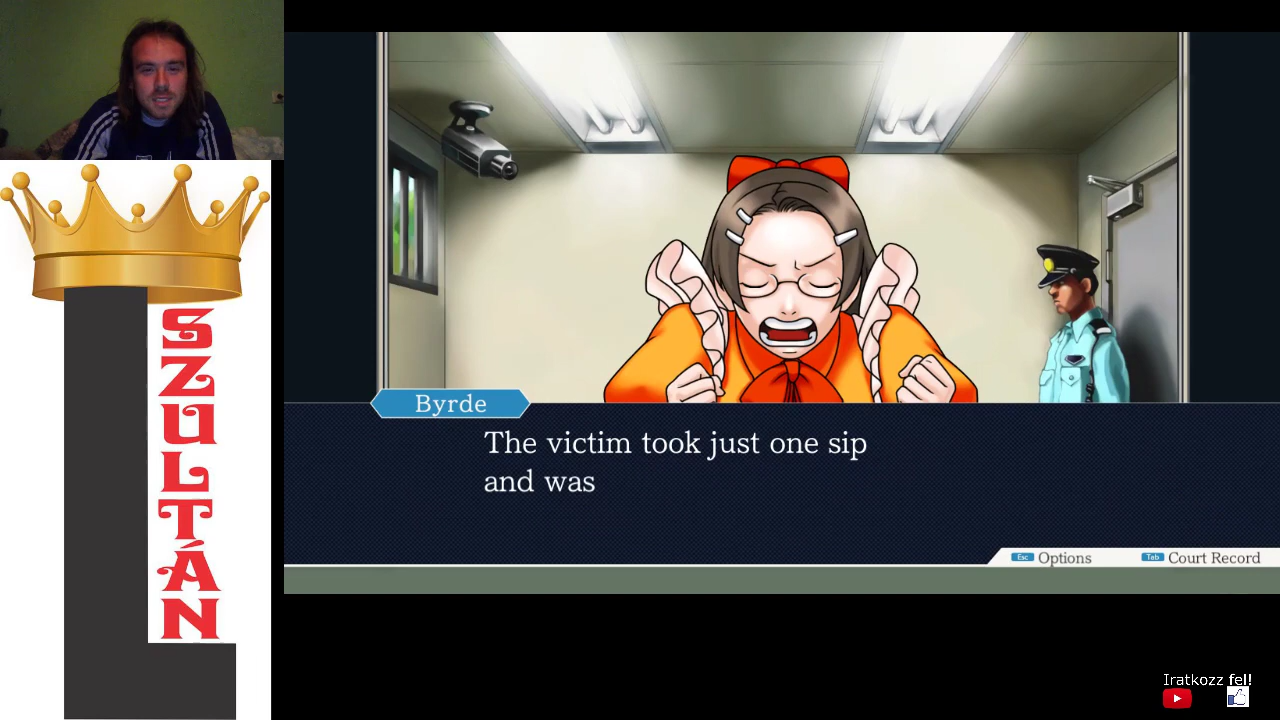 L
SZULTÁN
Byrde
The victim took just one sip
and was
Esc Options
Tab Court Record
Iratkozz fel!